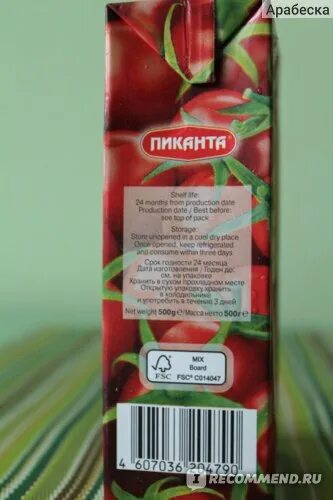 Арабеска
ПИКАНТА®
Shelf life:
24 months from production date
Production date / Best before:
see top of pack
Storage:
Store unopened in a cool dry place
Once opened, keep refrigerated
and consume within three days
Срок годности 24 месяца
Дата изготовления / Годен до:
см. на упаковке
Хранить в сухом прохладном месте
Открытую упаковку хранить
в холодильнике
и употребить в течение 3 дней
Net weight 500g / Масса нетто 500г
MIX
Board
FSC
FSC® C014047
4 607036 204790
IRECOMMEND.RU